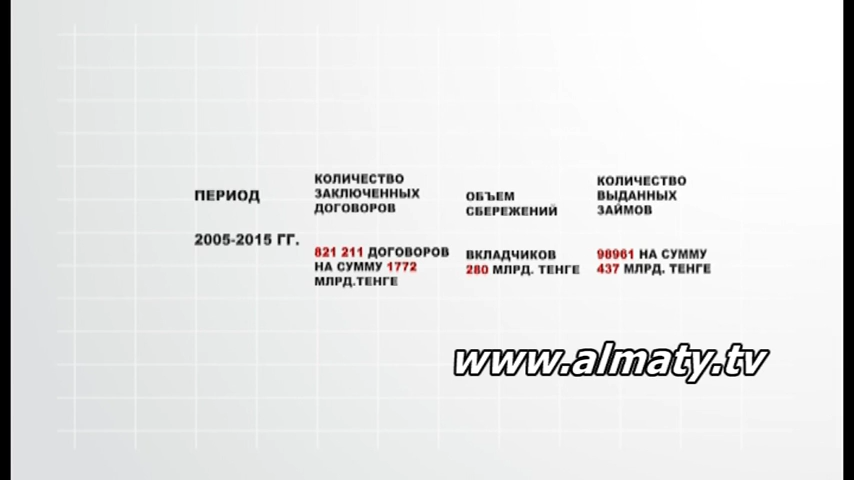 ПЕРИОД
2005-2015 ГГ.
КОЛИЧЕСТВО
ЗАКЛЮЧЕННЫХ
ДОГОВОРОВ
821 211 ДОГОВОРОВ
НА СУММУ 1772
МЛРД.ТЕНГЕ
ОБЪЕМ
СБЕРЕЖЕНИЙ
ВКЛАДЧИКОВ
280 МЛРД. ТЕНГЕ
КОЛИЧЕСТВО
ВЫДАННЫХ
ЗАЙМОВ
98961 НА СУММУ
437 МЛРД. ТЕНГЕ
www.almaty.tv